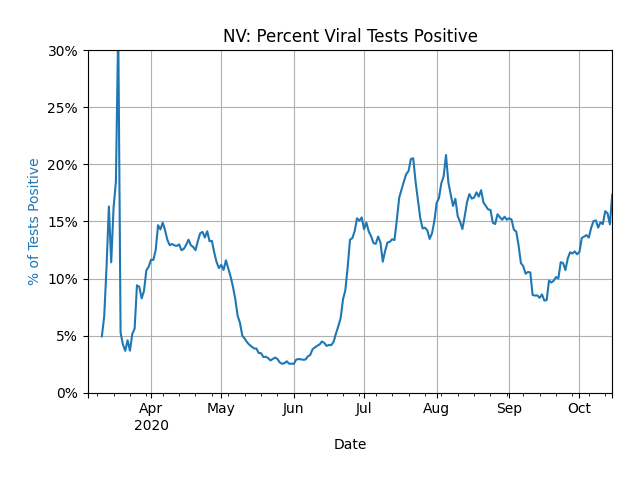 NV: Percent Viral Tests Positive
30%
25%
20%
15%
10%
5%
0%
% of Tests Positive
Apr
2020
May
Jun
Jul
Aug
Sep
Oct
Date